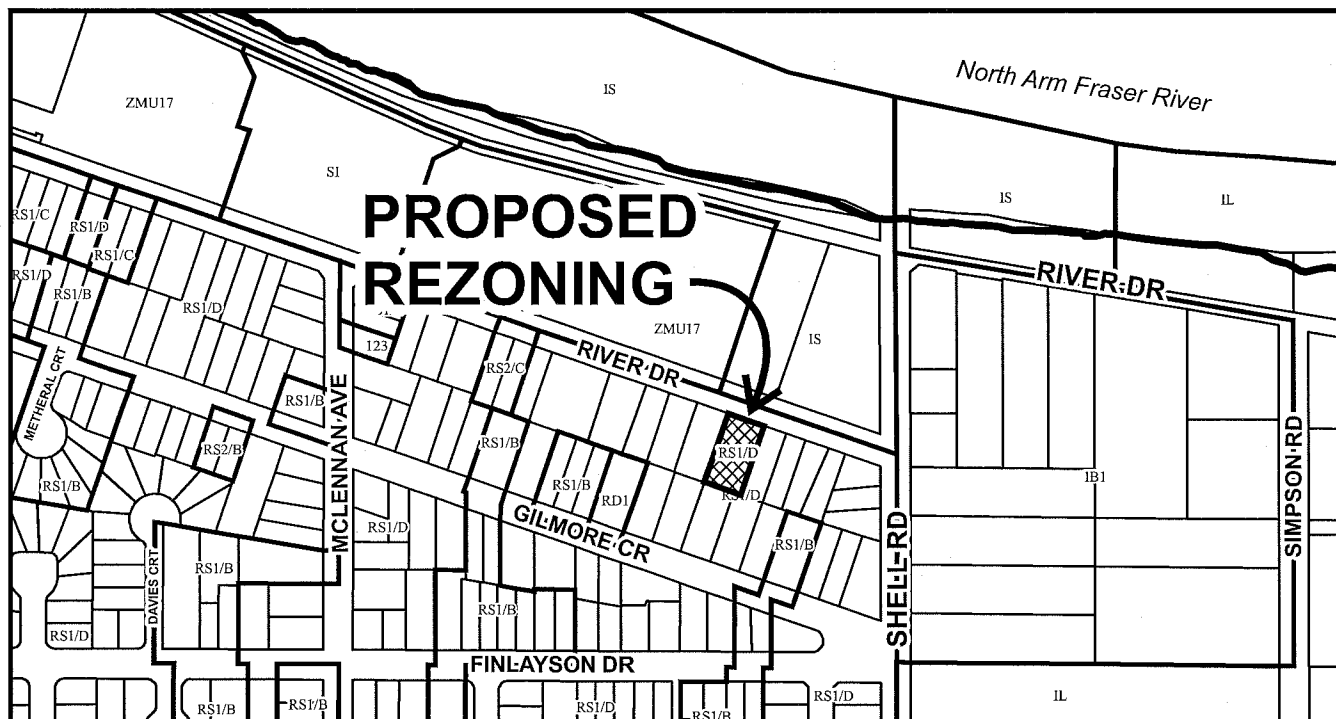 North Arm Fraser River
IS
ZMU17
SI
IS
IL
PROPOSED
REZONING
RS1/C
RS1/D
RS1/C
RS1/D
RS1/B
RS1/D
RIVER DR
ZMU17
IS
123
RS2/C
RIVER DR
METHERAL CRT
MCLENNAN AVE
RS1/B
RS2/B
RS1/B
RS1/B
RS1/B
RD1
RS1/D
RS1/D
RS1/B
IB1
SIMPSON RD
SHELL RD
GILMORE CR
RS1/D
DAVIES CRT
RS1/B
RS1/B
RS1/D
FINLAYSON DR
RS1/B
RS1/B
RS1/D
RS1/B
RS1/D
IL